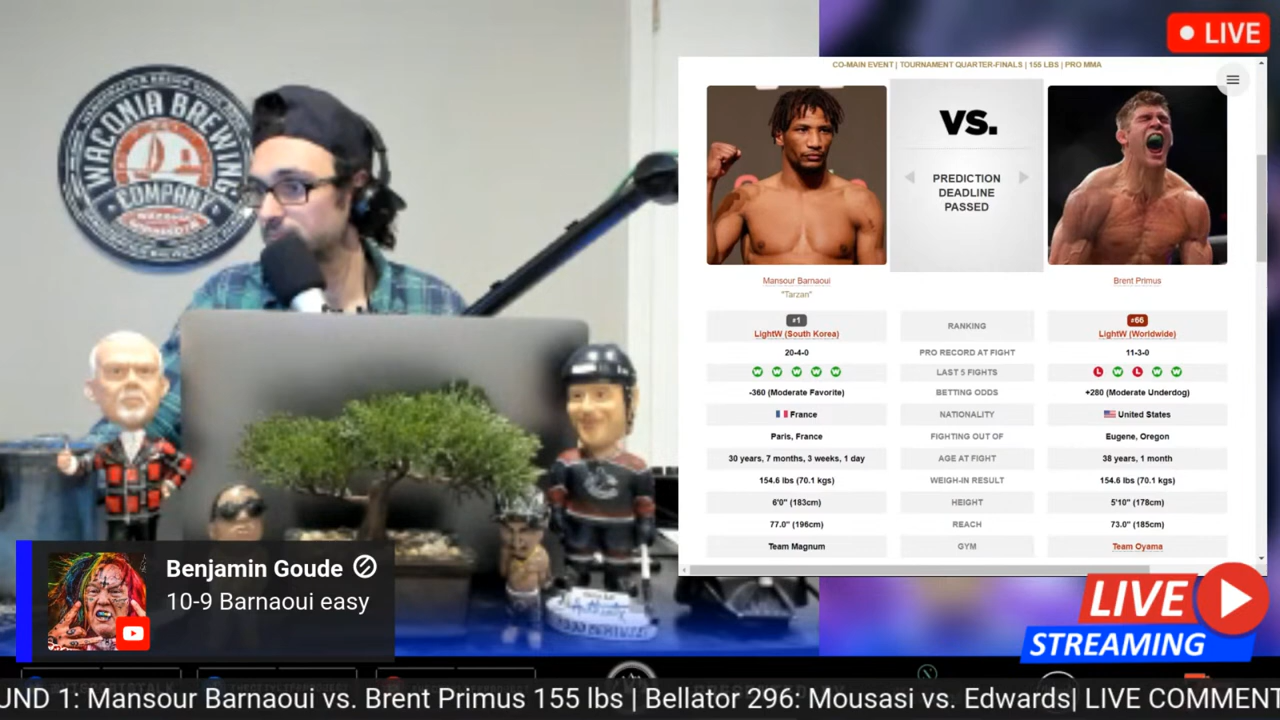 LIVE
WACONIA BREWING
COMPANY
CO-MAIN EVENT | TOURNAMENT QUARTER-FINALS | 155 LBS | PRO MMA
VS.
PREDICTION
DEADLINE
PASSED
Mansour Barnaoui
"Tarzan"
Brent Primus
#1
LightW (South Korea)
RANKING
#66
LightW (Worldwide)
20-4-0 PRO RECORD AT FIGHT 11-3-0
W W W W W LAST 5 FIGHTS L W L W W
-360 (Moderate Favorite) BETTING ODDS +280 (Moderate Underdog)
France NATIONALITY United States
Paris, France FIGHTING OUT OF Eugene, Oregon
30 years, 7 months, 3 weeks, 1 day AGE AT FIGHT 38 years, 1 month
154.6 lbs (70.1 kgs) WEIGH-IN RESULT 154.6 lbs (70.1 kgs)
6'0" (183cm) HEIGHT 5'10" (178cm)
77.0" (196cm) REACH 73.0" (185cm)
Team Magnum GYM Team Oyama
Benjamin Goude
10-9 Barnaoui easy
LIVE
STREAMING
UND 1: Mansour Barnaoui vs. Brent Primus 155 lbs | Bellator 296: Mousasi vs. Edwards| LIVE COMMENT